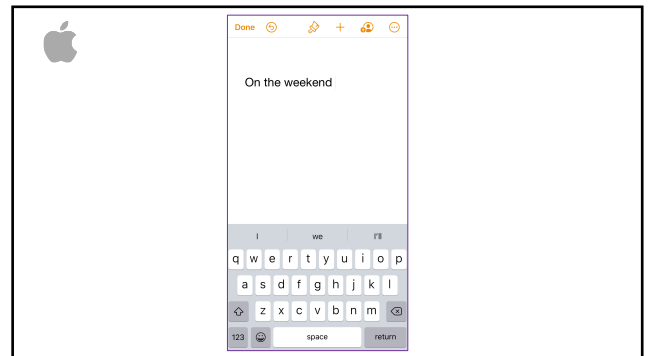 Done
On the weekend
I we I'll
q w e r t y u i o p
a s d f g h j k l
z x c v b n m
123 space return